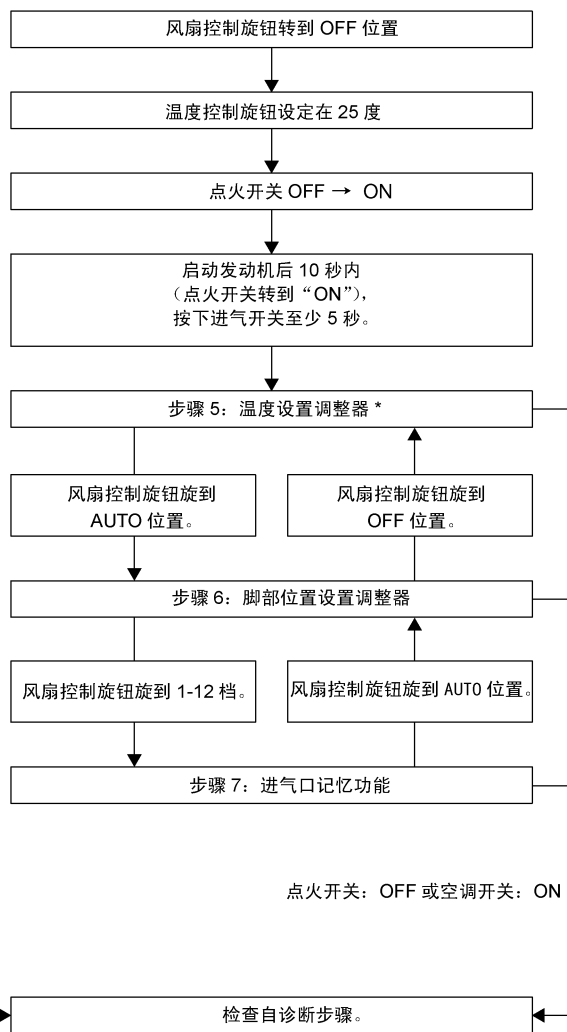 风扇控制旋钮转到 OFF 位置
温度控制旋钮设定在 25 度
点火开关 OFF → ON
启动发动机后 10 秒内
（点火开关转到“ON”），
按下进气开关至少 5 秒。
步骤 5：温度设置调整器 *
风扇控制旋钮旋到
AUTO 位置。
风扇控制旋钮旋到
OFF 位置。
步骤 6：脚部位置设置调整器
风扇控制旋钮旋到 1-12 档。
风扇控制旋钮旋到 AUTO 位置。
步骤 7：进气口记忆功能
点火开关：OFF 或空调开关：ON
检查自诊断步骤。